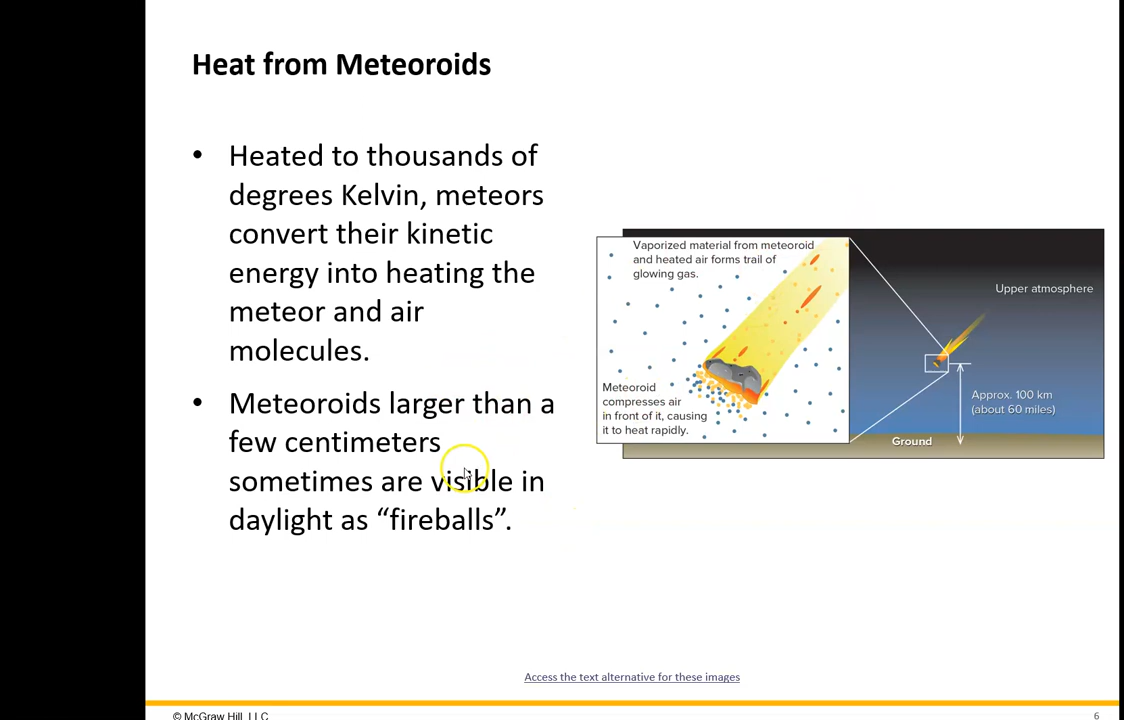 Heat from Meteoroids
• Heated to thousands of
degrees Kelvin, meteors
convert their kinetic
energy into heating the
meteor and air
molecules.
• Meteoroids larger than a
few centimeters
sometimes are visible in
daylight as “fireballs”.
Vaporized material from meteoroid
and heated air forms trail of
glowing gas.
Meteoroid
compresses air
in front of it, causing
it to heat rapidly.
Upper atmosphere
Approx. 100 km
(about 60 miles)
Ground
Access the text alternative for these images
© McGraw Hill, LLC
6